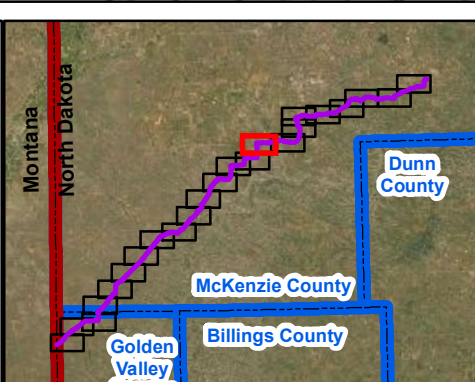 Montana
North Dakota
Dunn
County
McKenzie County
Billings County
Golden
Valley